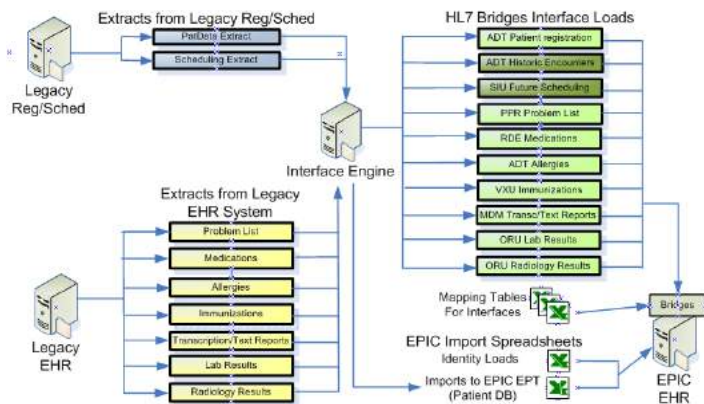 Extracts from Legacy Reg/Sched
PatData Extract
Scheduling Extract
Legacy
Reg/Sched
Interface Engine
HL7 Bridges Interface Loads
ADT Patient registration
ADT Historic Encounters
SIU Future Scheduling
PPR Problem List
RDE Medications
ADT Allergies
VXU Immunizations
MDM Transc/Text Reports
ORU Lab Results
ORU Radiology Results
Extracts from Legacy
EHR System
Problem List
Medications
Allergies
Immunizations
Transcription/Text Reports
Lab Results
Radiology Results
Legacy
EHR
Mapping Tables
For Interfaces
Bridges
EPIC Import Spreadsheets
Identity Loads
Imports to EPIC EPT
(Patient DB)
EPIC
EHR